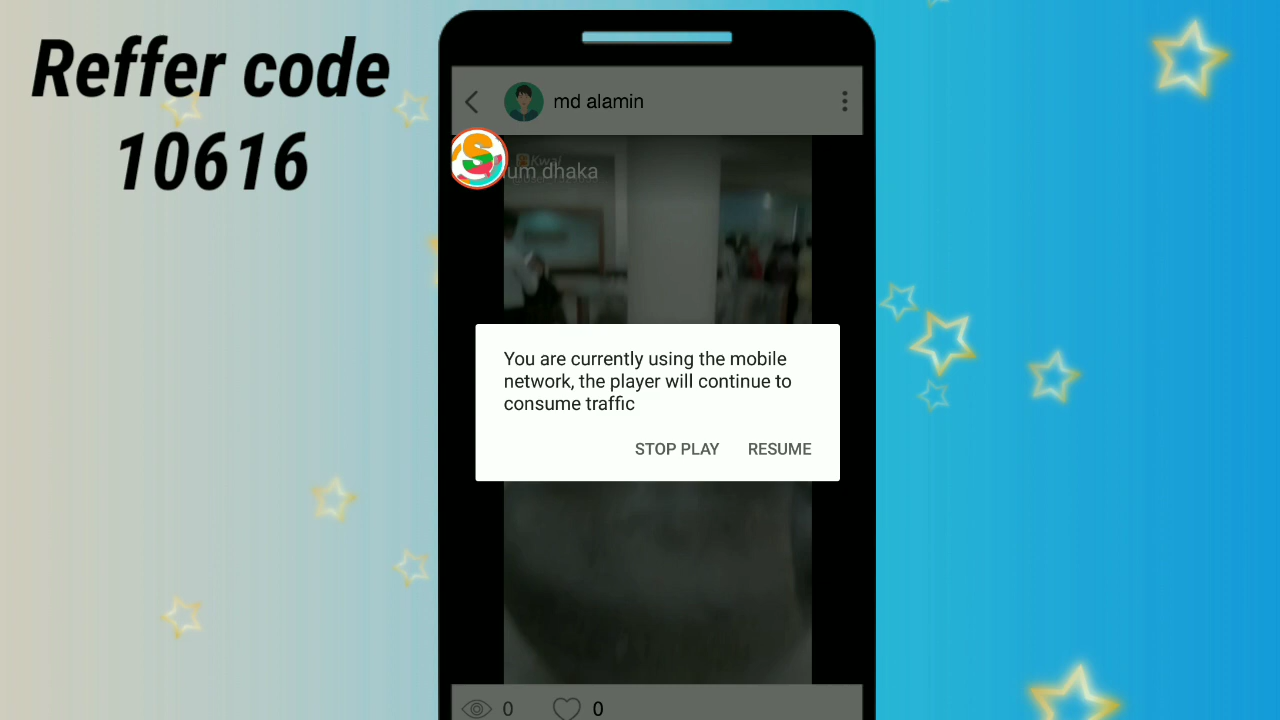 Reffer code
10616
md alamin
Kwai
um dhaka
You are currently using the mobile
network, the player will continue to
consume traffic
STOP PLAY RESUME
0 0